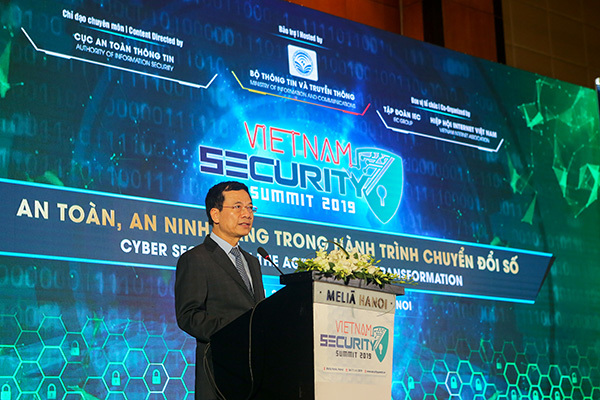 Chỉ đạo chuyên môn | Content Directed by
CỤC AN TOÀN THÔNG TIN
AUTHORITY OF INFORMATION SECURITY
Bảo trợ | Hosted by
BỘ THÔNG TIN VÀ TRUYỀN THÔNG
MINISTRY OF INFORMATION AND COMMUNICATIONS
Đơn vị tổ chức | Co-Organized by
TẬP ĐOÀN IEC
IEC GROUP
HIỆP HỘI INTERNET VIỆT NAM
VIETNAM INTERNET ASSOCIATION
VIETNAM
SECURITY
SUMMIT 2019
AN TOÀN, AN NINH MẠNG TRONG HÀNH TRÌNH CHUYỂN ĐỔI SỐ
CYBER SEC THE AG TRANSFORMATION
MELIÃ HANOI
VIETNAM
SECURITY
SUMMIT 2019